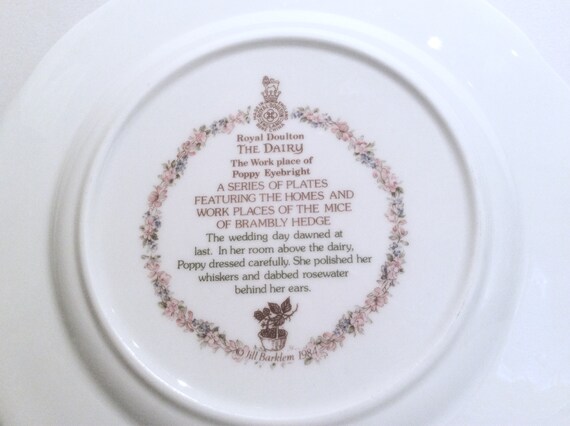 Royal Doulton
THE DAIRY
The Work place of
Poppy Eyebright
A SERIES OF PLATES
FEATURING THE HOMES AND
WORK PLACES OF THE MICE
OF BRAMBLY HEDGE
The wedding day dawned at
last. In her room above the dairy,
Poppy dressed carefully. She polished her
whiskers and dabbed rosewater
behind her ears.
© Jill Barklem